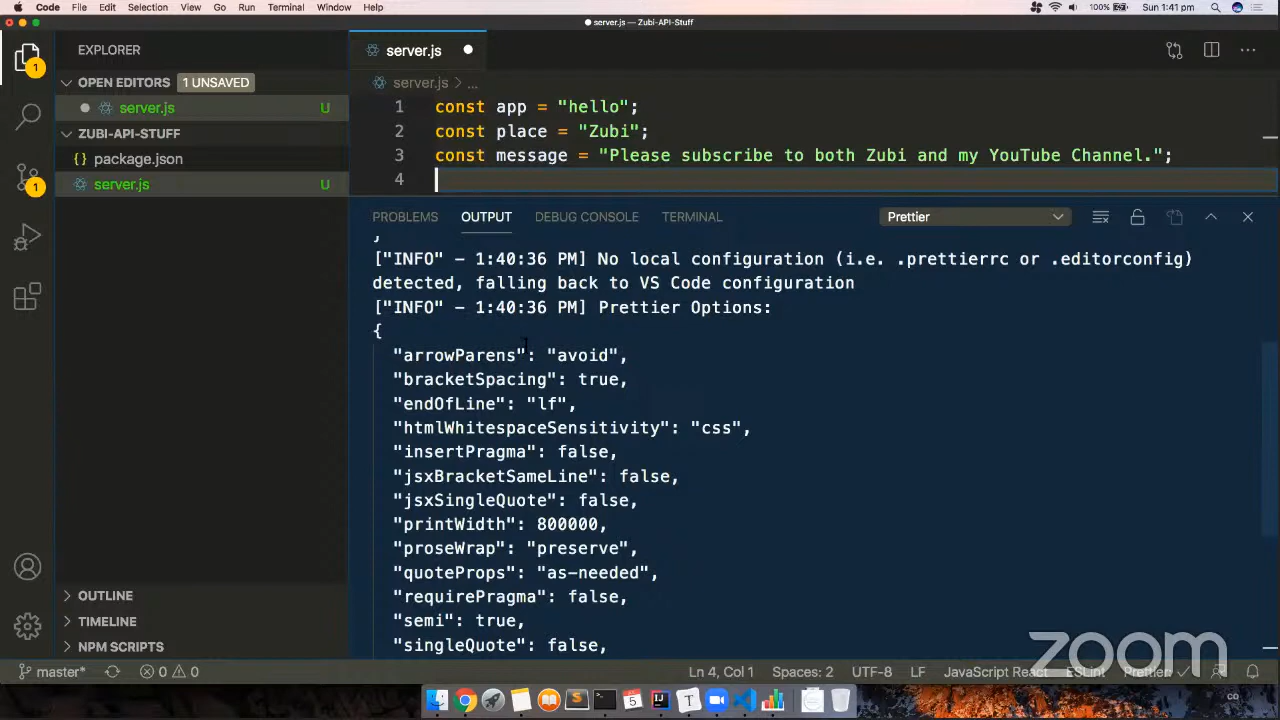 Code File Edit Selection View Go Run Terminal Window Help 100% Sun 1:41 pm
server.js — Zubi-API-Stuff
EXPLORER
OPEN EDITORS 1 UNSAVED
server.js U
ZUBI-API-STUFF
{} package.json
server.js U
OUTLINE
TIMELINE
NPM SCRIPTS
1
1
server.js
server.js > ...
1 const app = "hello";
2 const place = "Zubi";
3 const message = "Please subscribe to both Zubi and my YouTube Channel.";
4
PROBLEMS OUTPUT DEBUG CONSOLE TERMINAL Prettier
,
["INFO" – 1:40:36 PM] No local configuration (i.e. .prettierrc or .editorconfig)
detected, falling back to VS Code configuration
["INFO" – 1:40:36 PM] Prettier Options:
{
"arrowParens": "avoid",
"bracketSpacing": true,
"endOfLine": "lf",
"htmlWhitespaceSensitivity": "css",
"insertPragma": false,
"jsxBracketSameLine": false,
"jsxSingleQuote": false,
"printWidth": 800000,
"proseWrap": "preserve",
"quoteProps": "as-needed",
"requirePragma": false,
"semi": true,
"singleQuote": false,
zoom
master* 0 0 Ln 4, Col 1 Spaces: 2 UTF-8 LF JavaScript React ESLint Prettier: ✓
5